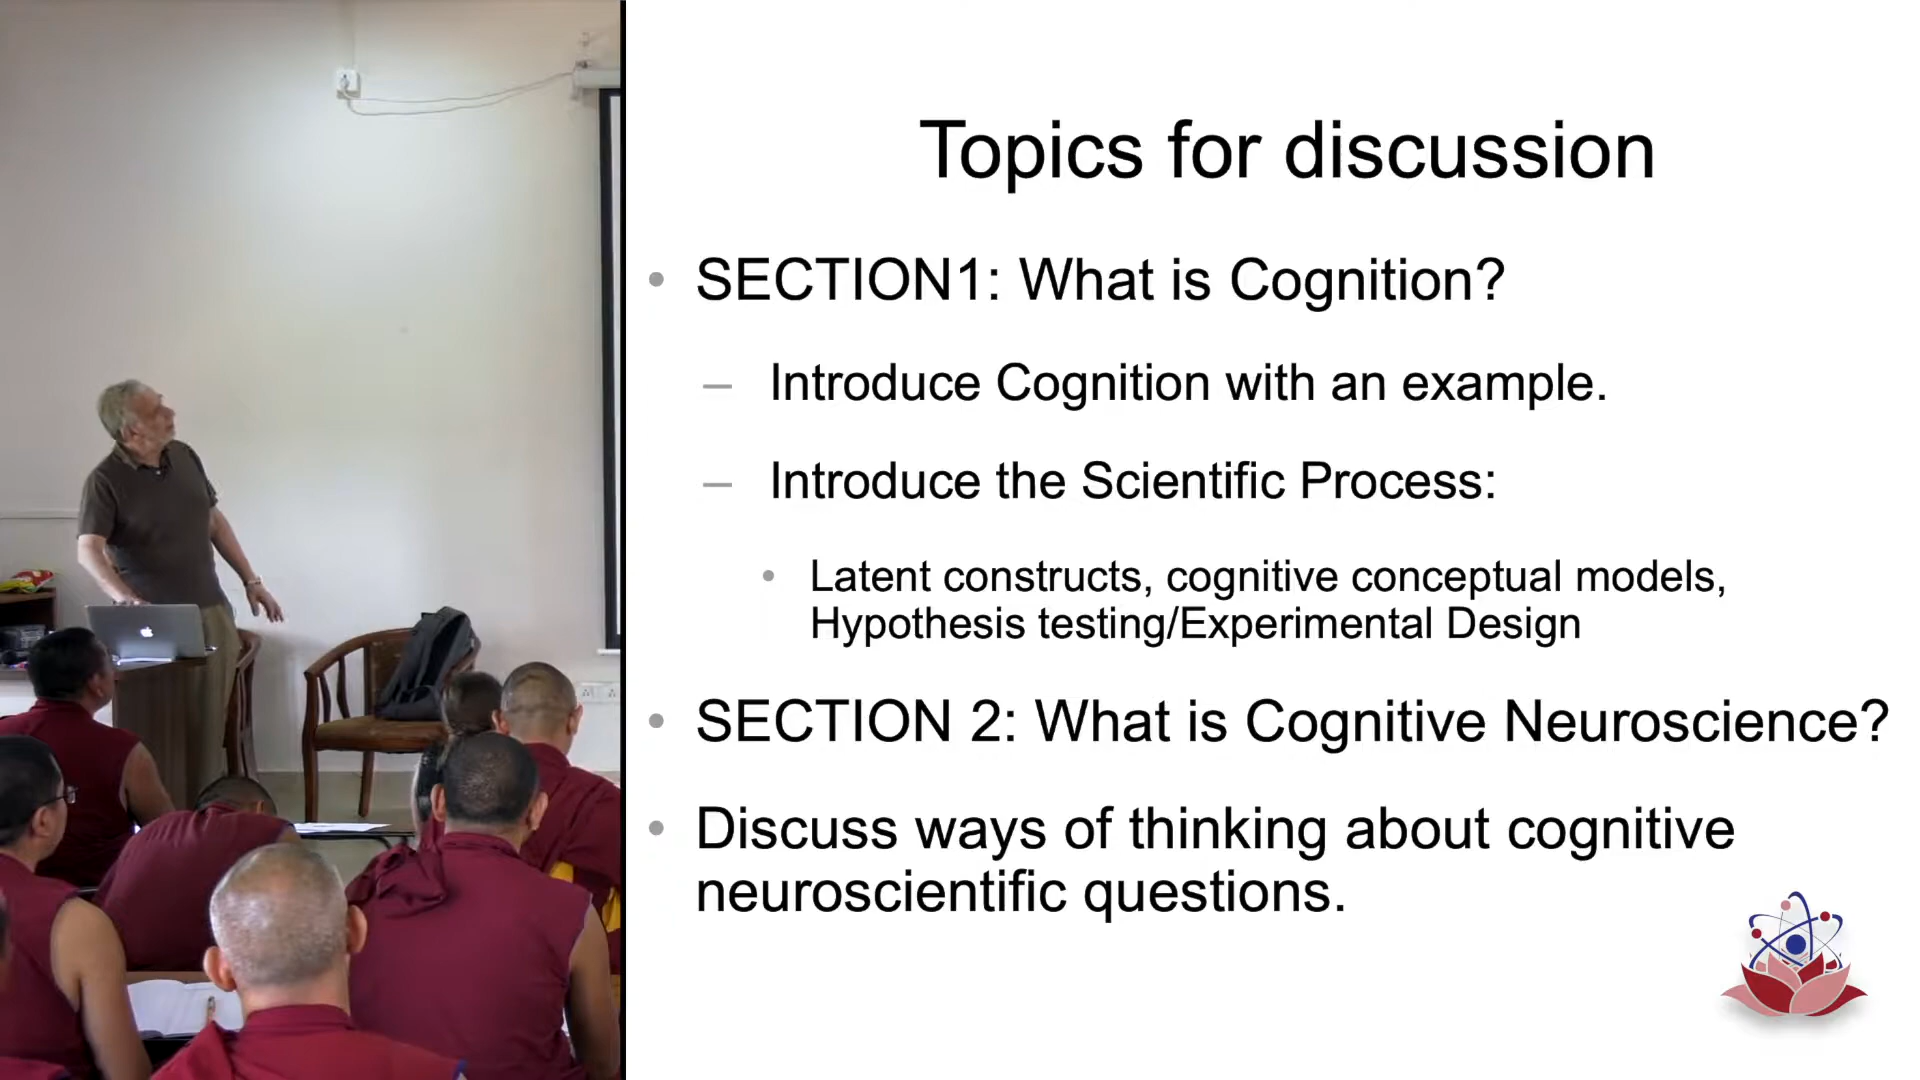 Topics for discussion
• SECTION1: What is Cognition?
– Introduce Cognition with an example.
– Introduce the Scientific Process:
• Latent constructs, cognitive conceptual models,
Hypothesis testing/Experimental Design
• SECTION 2: What is Cognitive Neuroscience?
• Discuss ways of thinking about cognitive
neuroscientific questions.